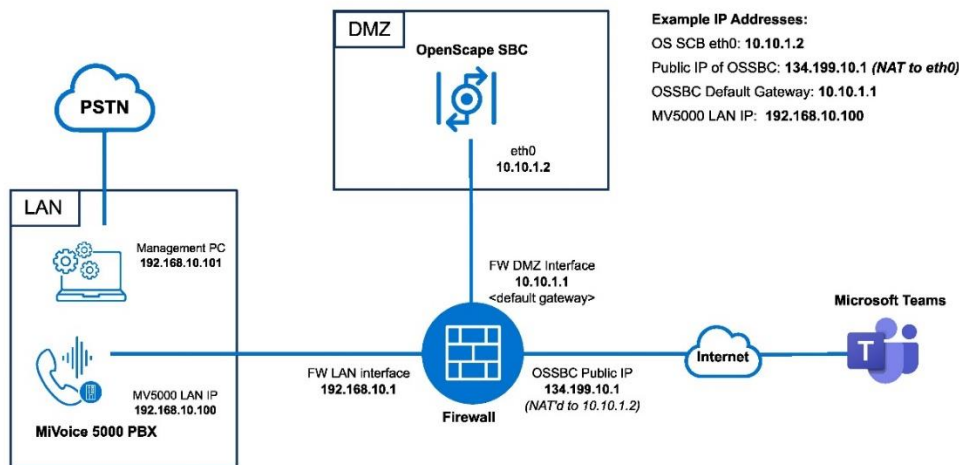 DMZ
OpenScape SBC
eth0
10.10.1.2
Example IP Addresses:
OS SCB eth0: 10.10.1.2
Public IP of OSSBC: 134.199.10.1 (NAT to eth0)
OSSBC Default Gateway: 10.10.1.1
MV5000 LAN IP: 192.168.10.100
PSTN
LAN
Management PC
192.168.10.101
MV5000 LAN IP
192.168.10.100
MiVoice 5000 PBX
FW DMZ Interface
10.10.1.1
<default gateway>
FW LAN interface
192.168.10.1
Firewall
OSSBC Public IP
134.199.10.1
(NAT'd to 10.10.1.2)
Internet
Microsoft Teams
T